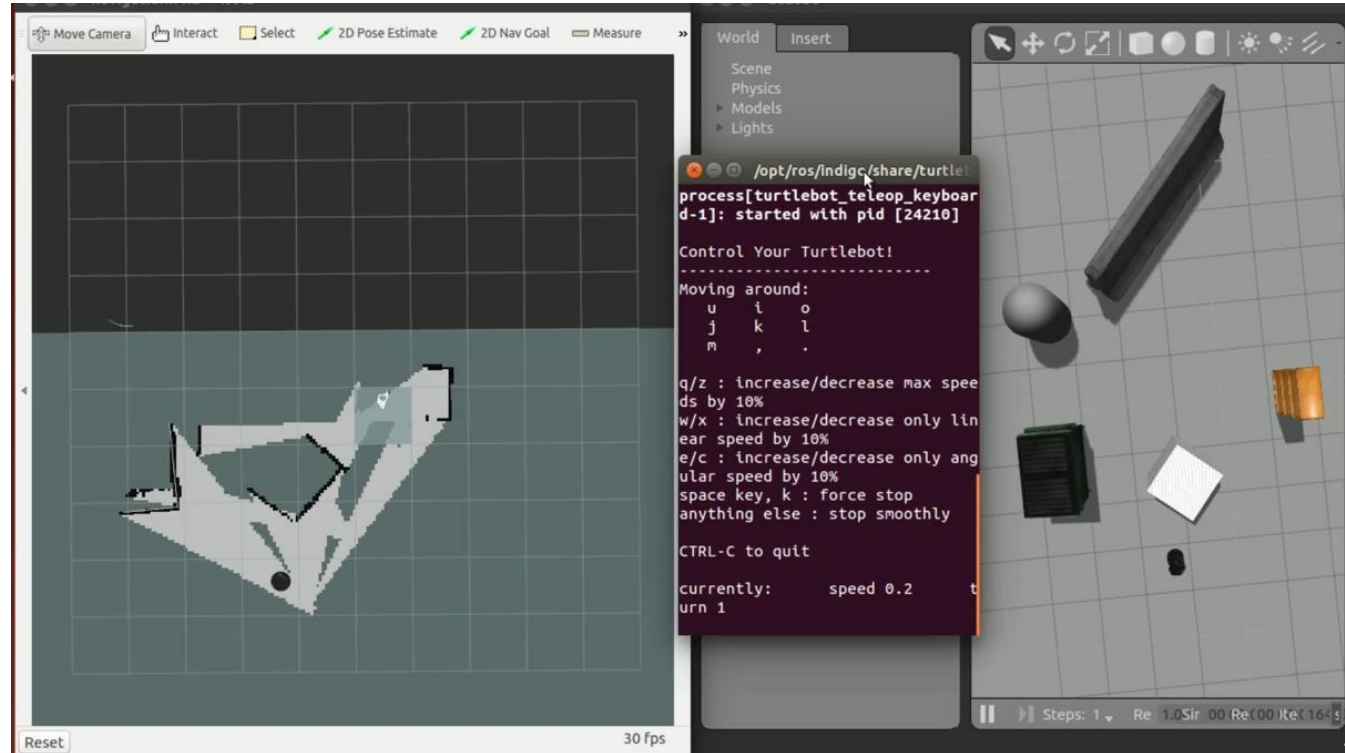 Move Camera
Interact
Select
2D Pose Estimate
2D Nav Goal
Measure
»
World
Insert
Scene
Physics
Models
Lights
/opt/ros/indigo/share/turtleb
process[turtlebot_teleop_keyboar
d-1]: started with pid [24210]
Control Your Turtlebot!
---------------------------
Moving around:
u i o
j k l
m , .
q/z : increase/decrease max spee
ds by 10%
w/x : increase/decrease only lin
ear speed by 10%
e/c : increase/decrease only ang
ular speed by 10%
space key, k : force stop
anything else : stop smoothly
CTRL-C to quit
currently: speed 0.2 t
urn 1
Reset
30 fps
Steps: 1
Re